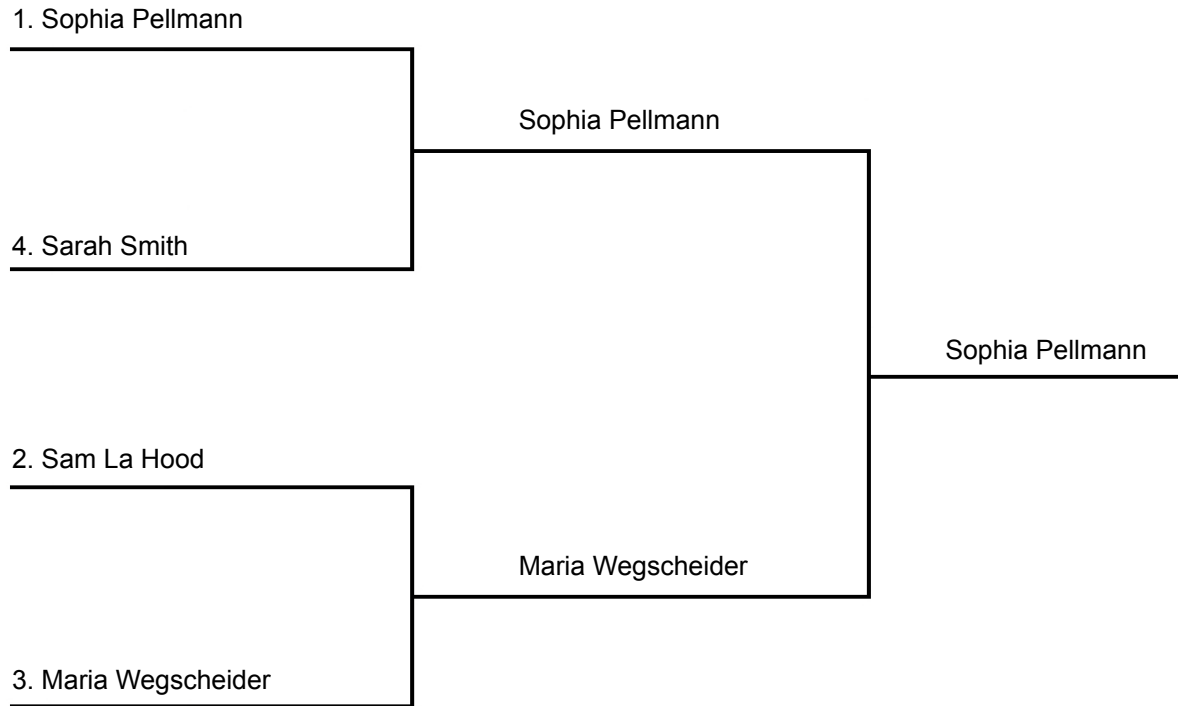 1. Sophia Pellmann
Sophia Pellmann
4. Sarah Smith
Sophia Pellmann
2. Sam La Hood
Maria Wegscheider
3. Maria Wegscheider